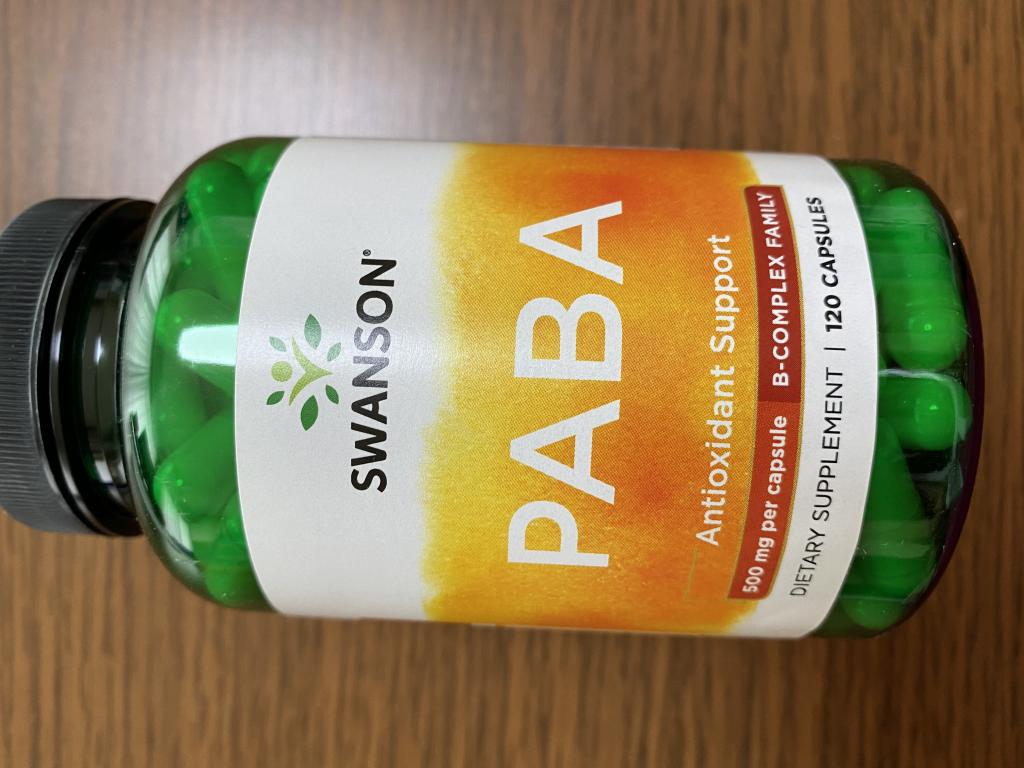 SWANSON®
PABA
Antioxidant Support
500 mg per capsule B-COMPLEX FAMILY
DIETARY SUPPLEMENT | 120 CAPSULES